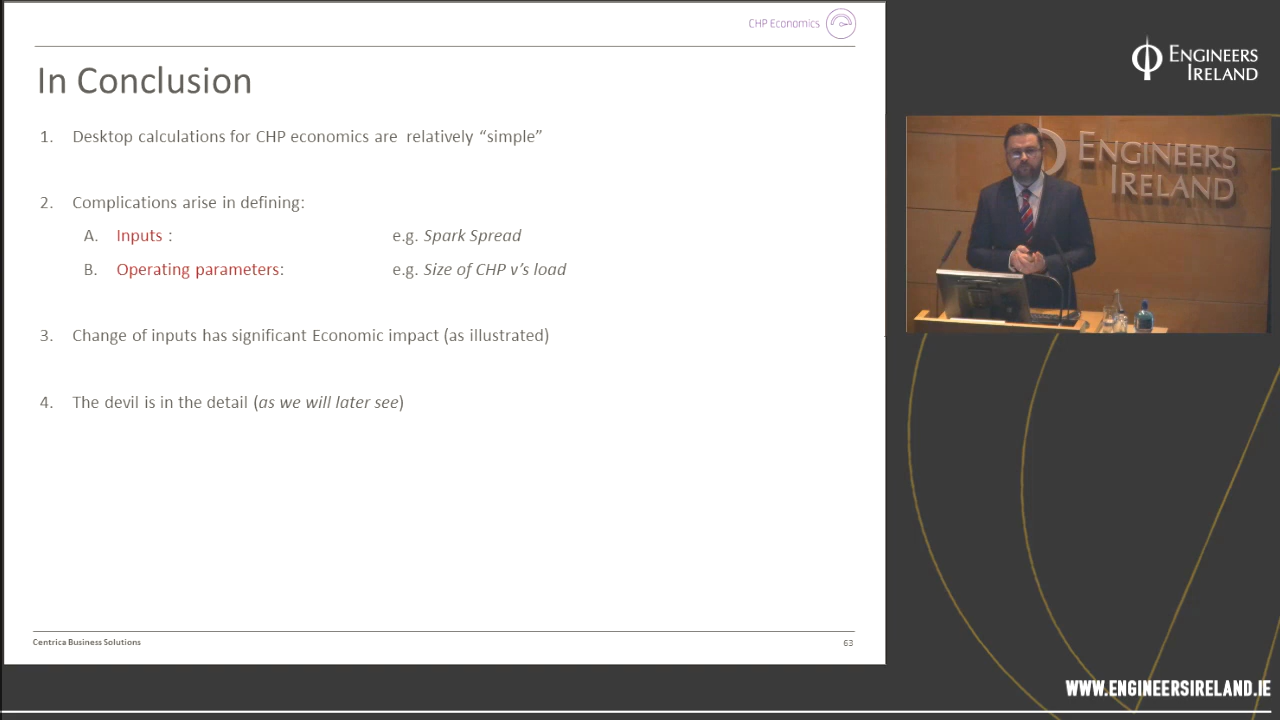 CHP Economics
In Conclusion
1. Desktop calculations for CHP economics are relatively “simple”
2. Complications arise in defining:
A. Inputs : e.g. Spark Spread
B. Operating parameters: e.g. Size of CHP v’s load
3. Change of inputs has significant Economic impact (as illustrated)
4. The devil is in the detail (as we will later see)
Centrica Business Solutions 63
ENGINEERS
IRELAND
ENGINEERS
IRELAND
WWW.ENGINEERSIRELAND.IE